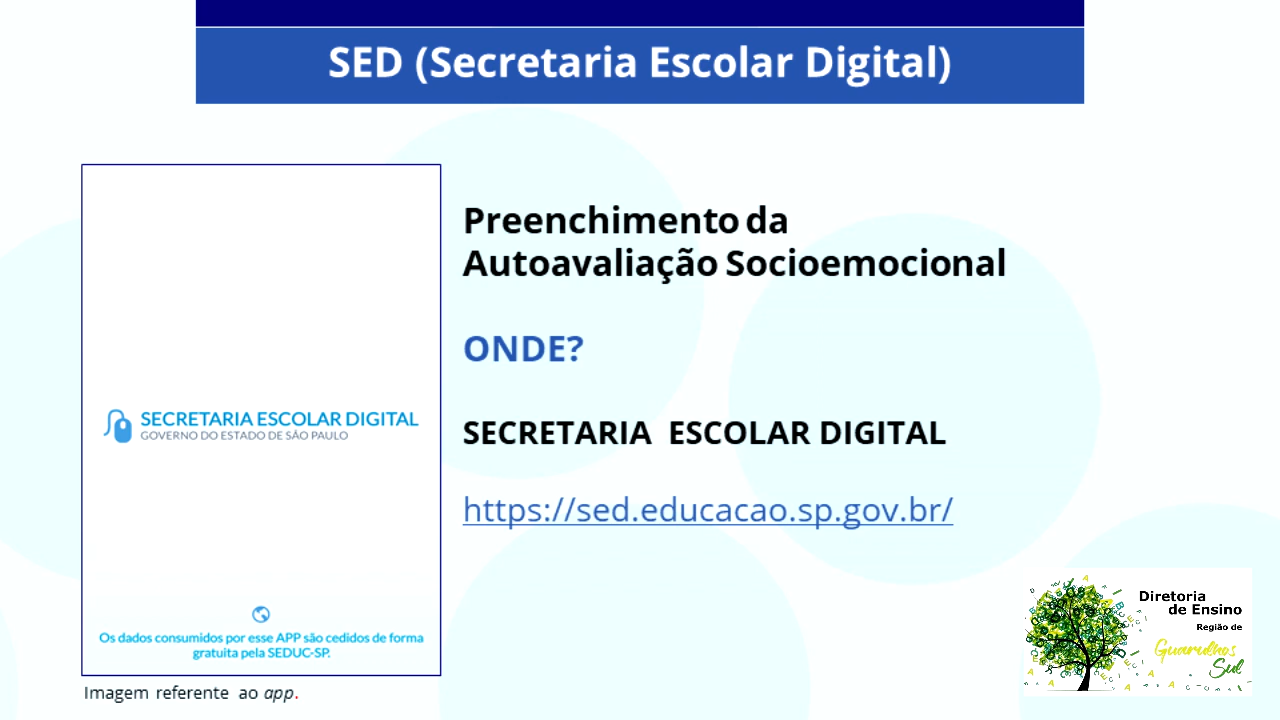 SED (Secretaria Escolar Digital)
Preenchimento da
Autoavaliação Socioemocional
ONDE?
SECRETARIA ESCOLAR DIGITAL
https://sed.educacao.sp.gov.br/
SECRETARIA ESCOLAR DIGITAL
GOVERNO DO ESTADO DE SÃO PAULO
Os dados consumidos por esse APP são cedidos de forma
gratuita pela SEDUC-SP.
Imagem referente ao app.
Diretoria
de Ensino
Região de
Guarulhos
Sul